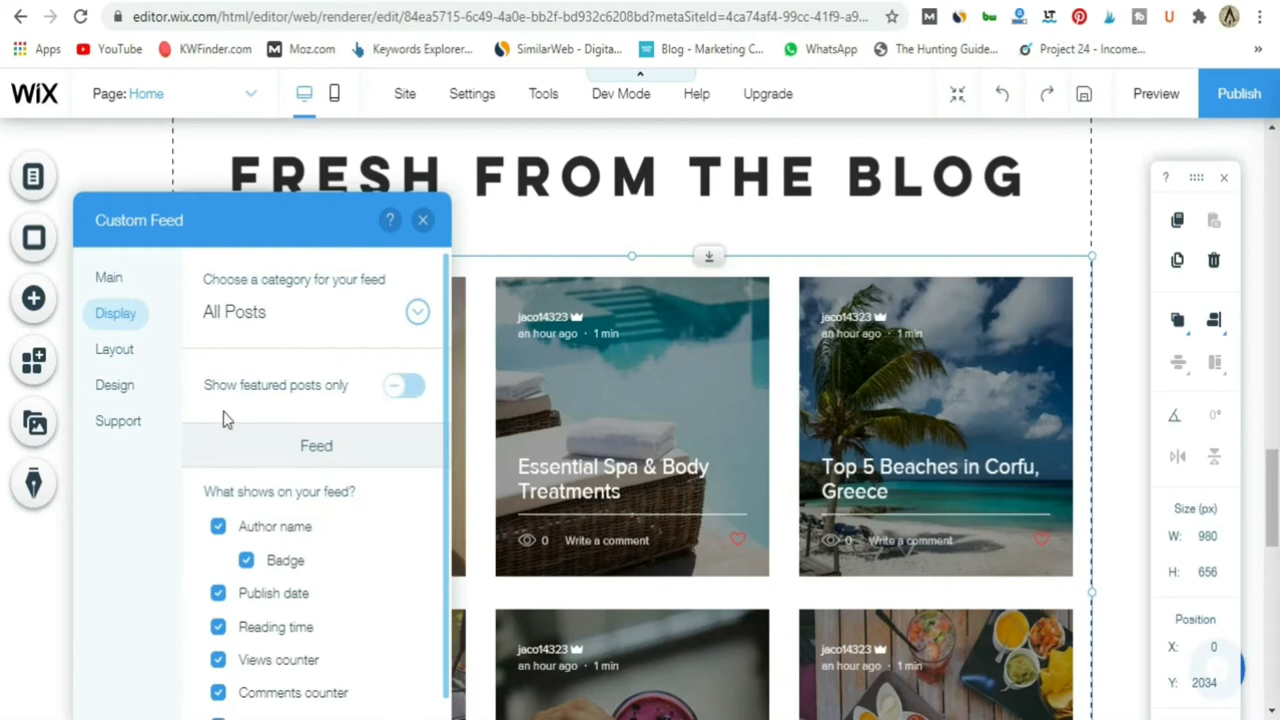 editor.wix.com/html/editor/web/renderer/edit/84ea5715-6c49-4a0e-bb2f-bd932c6208bd?metaSiteId=4ca74af4-99cc-41f9-a9...
Apps YouTube KWFinder.com Moz.com Keywords Explorer... SimilarWeb - Digita... Blog - Marketing C... WhatsApp The Hunting Guide... Project 24 - Income... »
WiX Page: Home Site Settings Tools Dev Mode Help Upgrade Preview Publish
FRESH FROM THE BLOG
Custom Feed ?
Main
Display
Layout
Design
Support
Choose a category for your feed
All Posts
Show featured posts only
Feed
What shows on your feed?
Author name
Badge
Publish date
Reading time
Views counter
Comments counter
jaco14323
an hour ago · 1 min
Essential Spa & Body
Treatments
0 Write a comment
jaco14323
an hour ago · 1 min
Top 5 Beaches in Corfu,
Greece
0 Write a comment
jaco14323
an hour ago · 1 min
jaco14323
an hour ago · 1 min
?
0°
Size (px)
W: 980
H: 656
Position
X: 0
Y: 2034